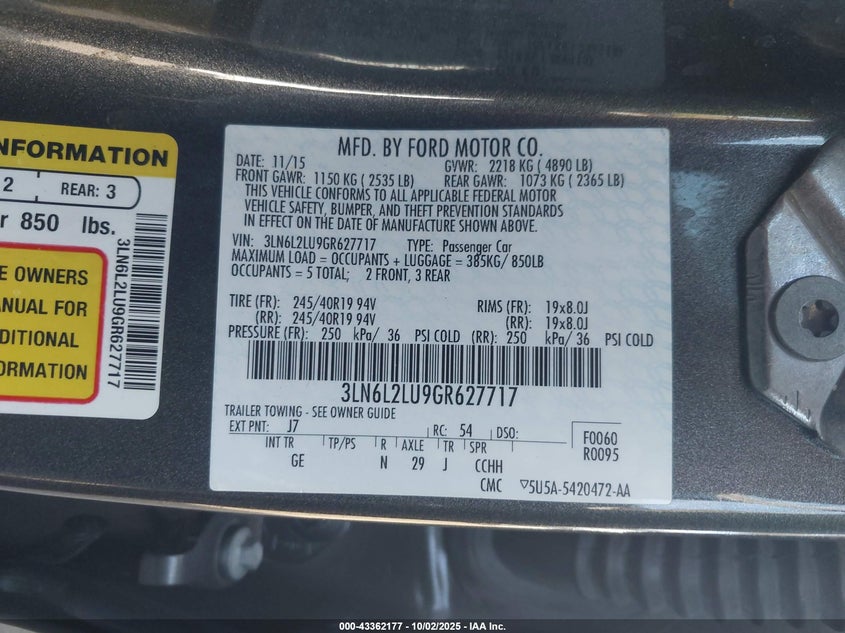 NFORMATION
2 REAR: 3
r 850 lbs.
E OWNERS
ANUAL FOR
DITIONAL
ORMATION
3LN6L2LU9GR627717
MFD. BY FORD MOTOR CO.
DATE: 11/15 GVWR: 2218 KG ( 4890 LB)
FRONT GAWR: 1150 KG ( 2535 LB) REAR GAWR: 1073 KG ( 2365 LB)
THIS VEHICLE CONFORMS TO ALL APPLICABLE FEDERAL MOTOR
VEHICLE SAFETY, BUMPER, AND THEFT PREVENTION STANDARDS
IN EFFECT ON THE DATE OF MANUFACTURE SHOWN ABOVE.
VIN: 3LN6L2LU9GR627717 TYPE: Passenger Car
MAXIMUM LOAD = OCCUPANTS + LUGGAGE = 385KG/ 850LB
OCCUPANTS = 5 TOTAL; 2 FRONT, 3 REAR
TIRE (FR): 245/40R19 94V RIMS (FR): 19x8.0J
(RR): 245/40R19 94V (RR): 19x8.0J
PRESSURE (FR): 250 kPa/ 36 PSI COLD (RR): 250 kPa/ 36 PSI COLD
3LN6L2LU9GR627717
TRAILER TOWING - SEE OWNER GUIDE
EXT PNT: J7 RC: 54 DSO: F0060
INT TR TP/PS R AXLE TR SPR R0095
GE N 29 J CCHH
CMC ▽5U5A-5420472-AA
000-43362177 - 10/02/2025 - IAA Inc.